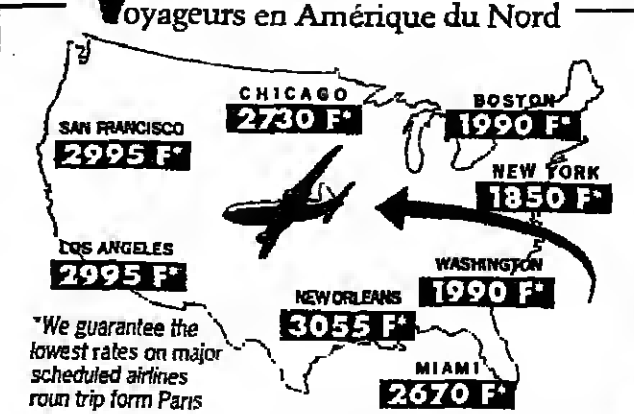 Voyageurs en Amérique du Nord
CHICAGO
2730 F*
BOSTON
1990 F*
SAN FRANCISCO
2995 F*
NEW YORK
1850 F*
LOS ANGELES
2995 F*
WASHINGTON
1990 F*
NEW ORLEANS
3055 F*
MIAMI
2670 F*
*We guarantee the
lowest rates on major
scheduled airlines
roun trip form Paris